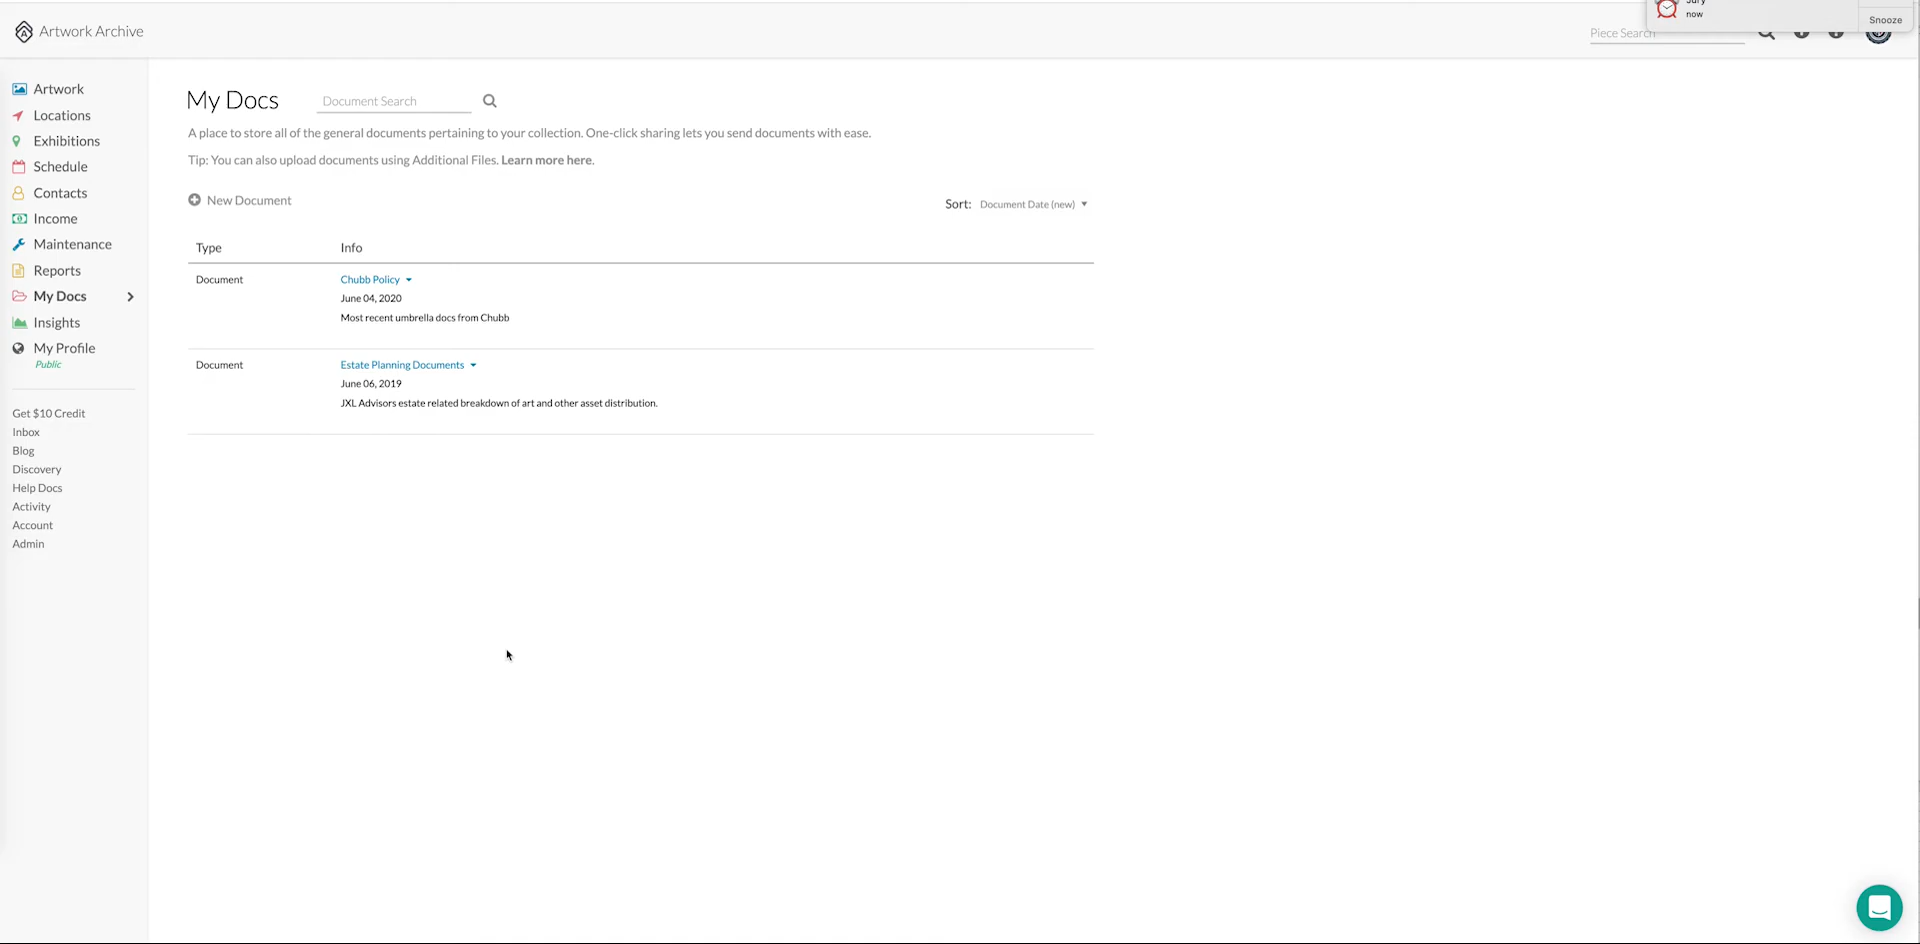 Artwork Archive
Piece Search
now
Snooze
Artwork
Locations
Exhibitions
Schedule
Contacts
Income
Maintenance
Reports
My Docs
Insights
My Profile
Public
Get $10 Credit
Inbox
Blog
Discovery
Help Docs
Activity
Account
Admin
My Docs
Document Search
A place to store all of the general documents pertaining to your collection. One-click sharing lets you send documents with ease.
Tip: You can also upload documents using Additional Files. Learn more here.
New Document
Sort: Document Date (new)
Type Info
Document Chubb Policy
June 04, 2020
Most recent umbrella docs from Chubb
Document Estate Planning Documents
June 06, 2019
JXL Advisors estate related breakdown of art and other asset distribution.